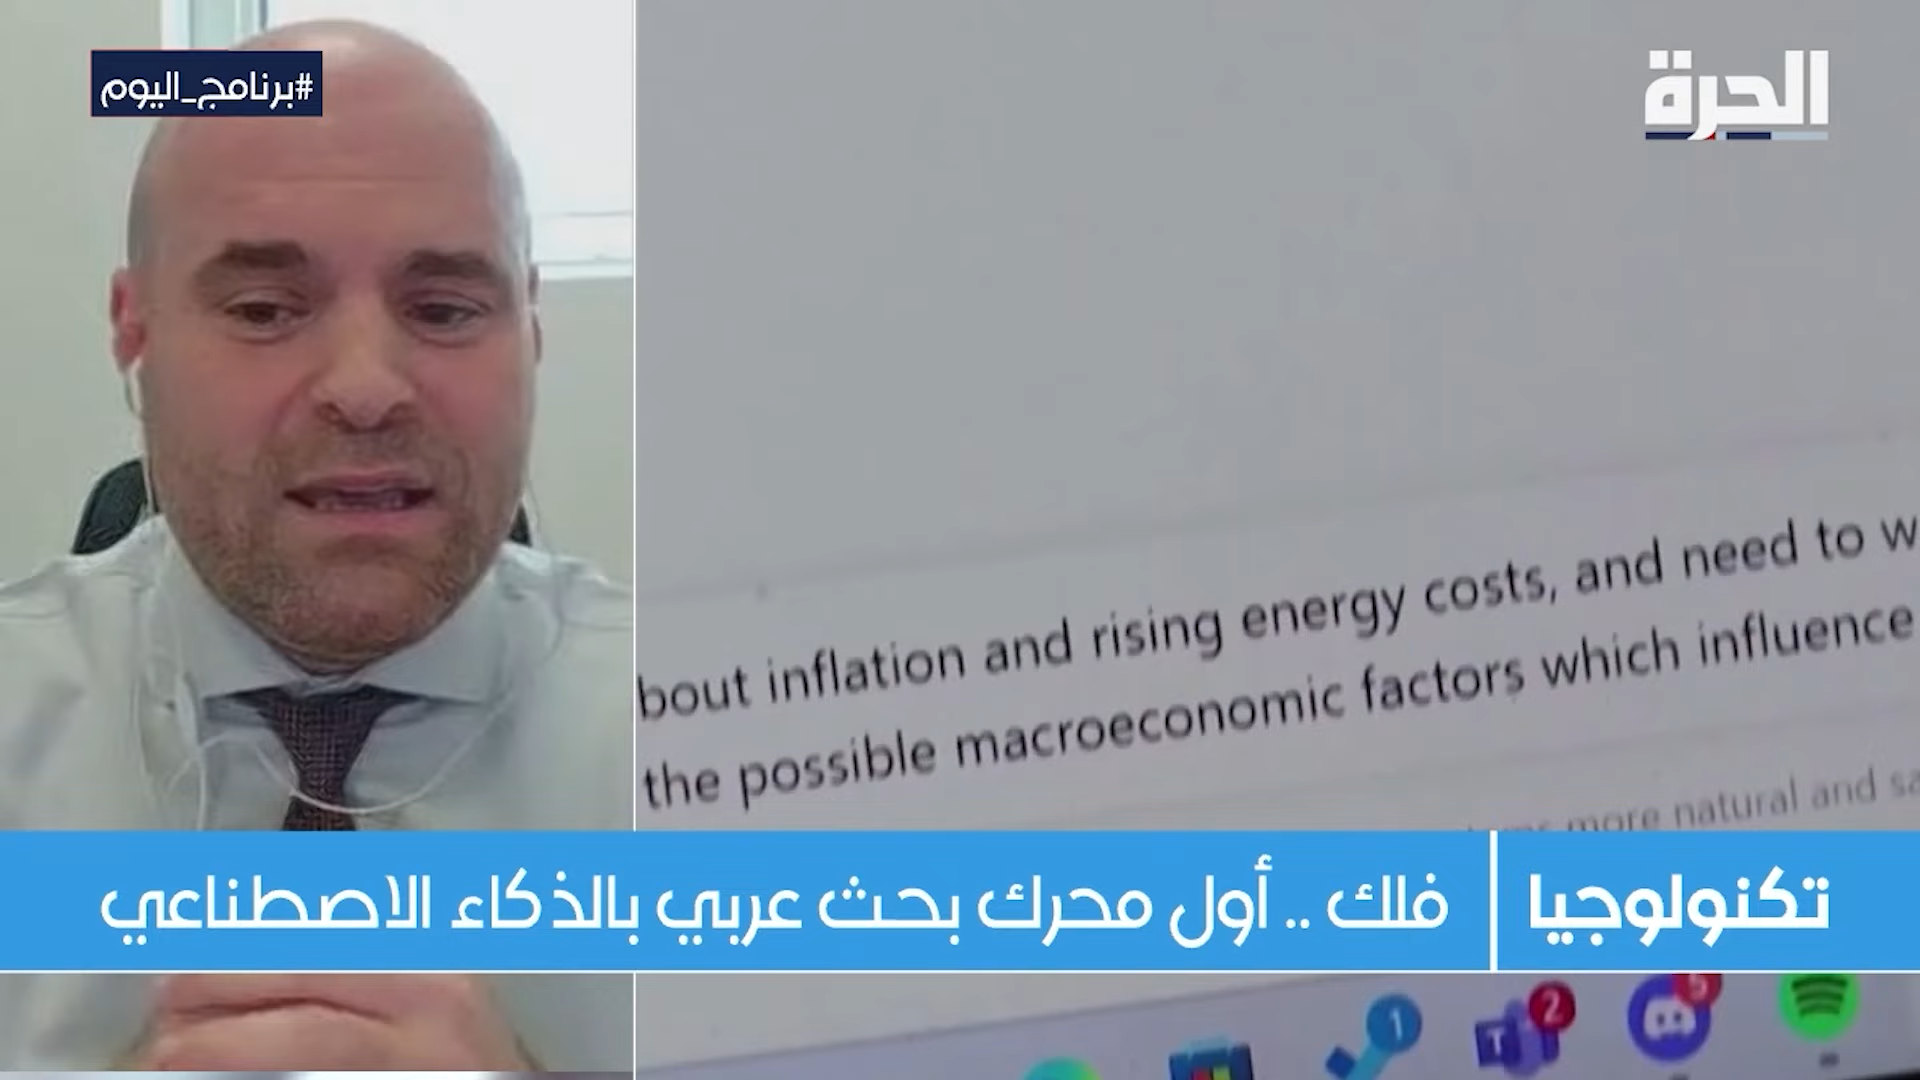 #برنامج_اليوم
الحرة
bout inflation and rising energy costs, and need to w
the possible macroeconomic factors which influence
more natural and sa
تكنولوجيا
فلك .. أول محرك بحث عربي بالذكاء الاصطناعي
1
2
5